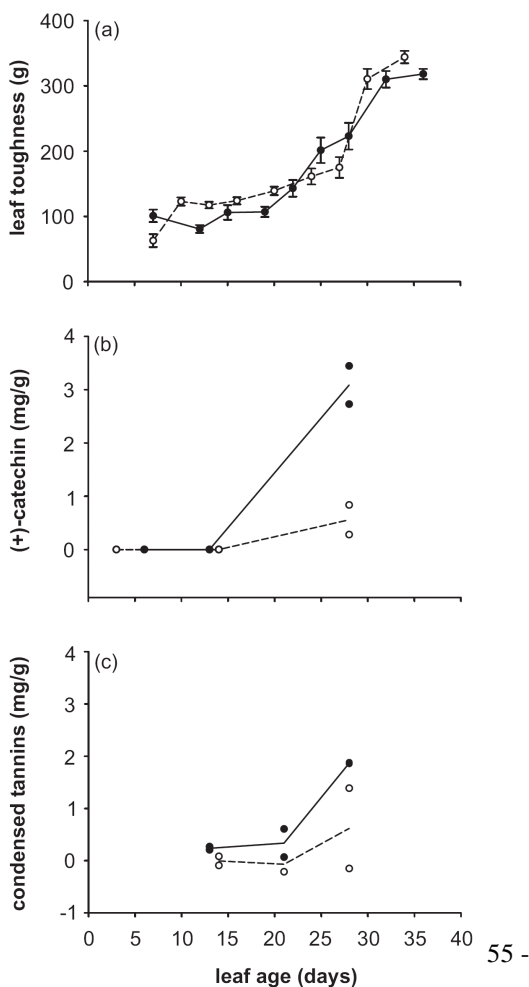 (a)
leaf toughness (g)
400
300
200
100
0
(b)
(+)-catechin (mg/g)
4
3
2
1
0
(c)
condensed tannins (mg/g)
4
3
2
1
0
-1
0 5 10 15 20 25 30 35 40
leaf age (days)
55 -